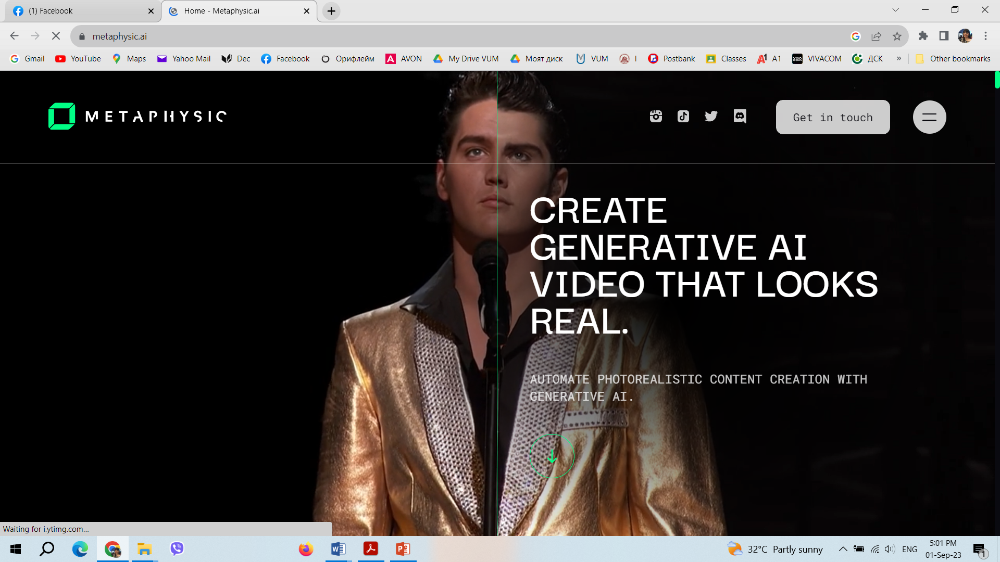 (1) Facebook
Home - Metaphysic.ai
metaphysic.ai
Gmail YouTube Maps Yahoo Mail Dec Facebook Орифлейм AVON My Drive VUM Моят диск VUM I Postbank Classes A1 VIVACOM ДСК » Other bookmarks
METAPHYSIC
Get in touch
CREATE
GENERATIVE AI
VIDEO THAT LOOKS
REAL.
AUTOMATE PHOTOREALISTIC CONTENT CREATION WITH
GENERATIVE AI.
Waiting for i.ytimg.com...
32°C Partly sunny
ENG
5:01 PM
01-Sep-23
1